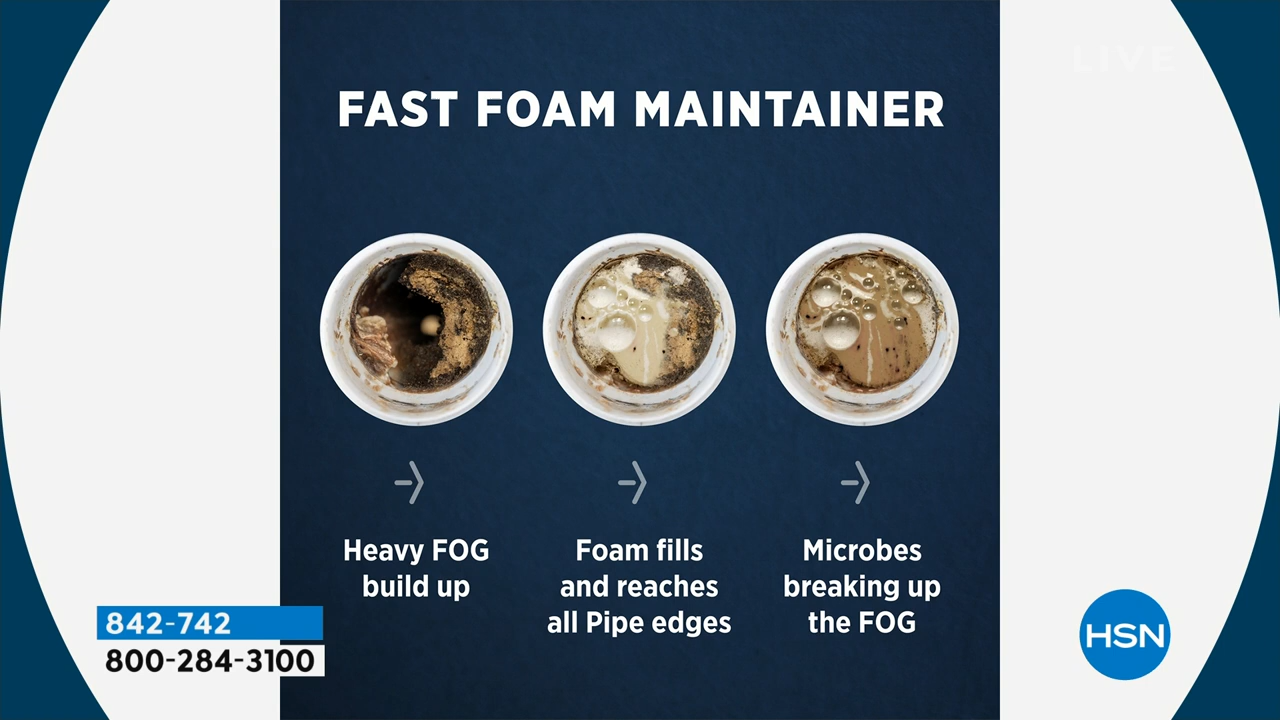 LIVE
FAST FOAM MAINTAINER
Heavy FOG
build up
Foam fills
and reaches
all Pipe edges
Microbes
breaking up
the FOG
842-742
800-284-3100
HSN